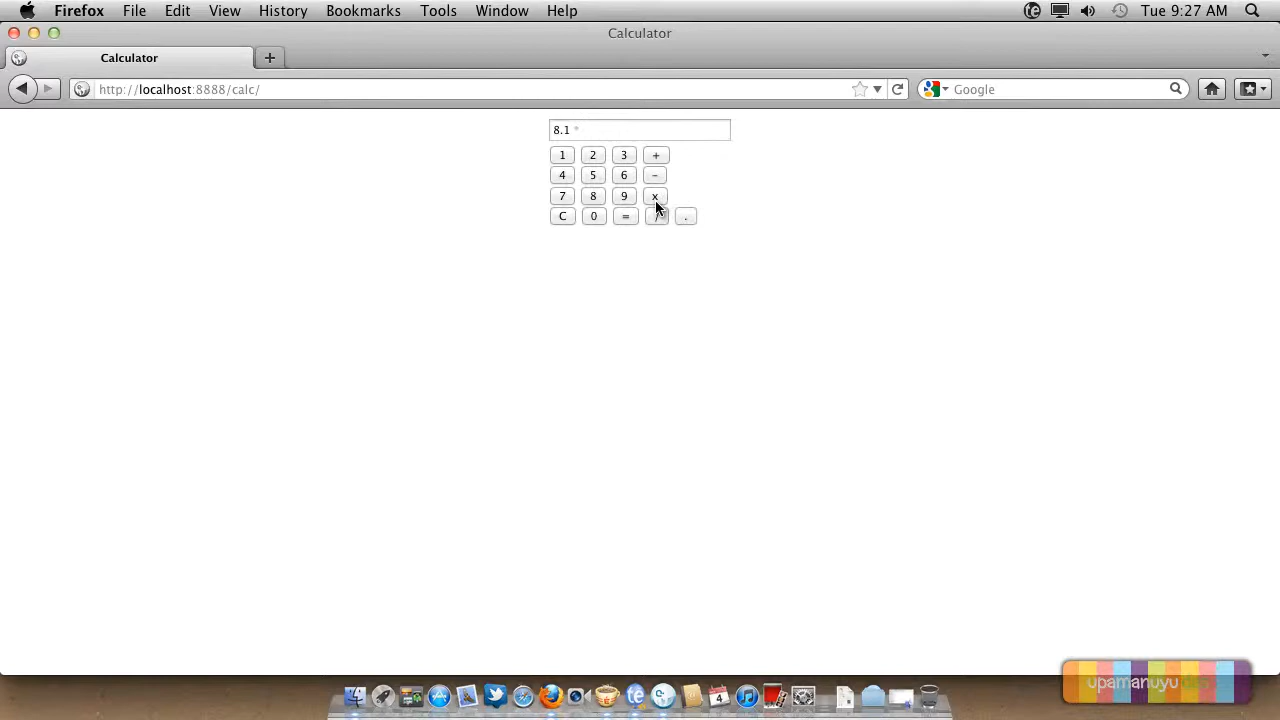 Firefox File Edit View History Bookmarks Tools Window Help Tue 9:27 AM
Calculator
Calculator
http://localhost:8888/calc/ Google
8.1 *
1 2 3 +
4 5 6 -
7 8 9 x
C 0 = / .
upamanuyu